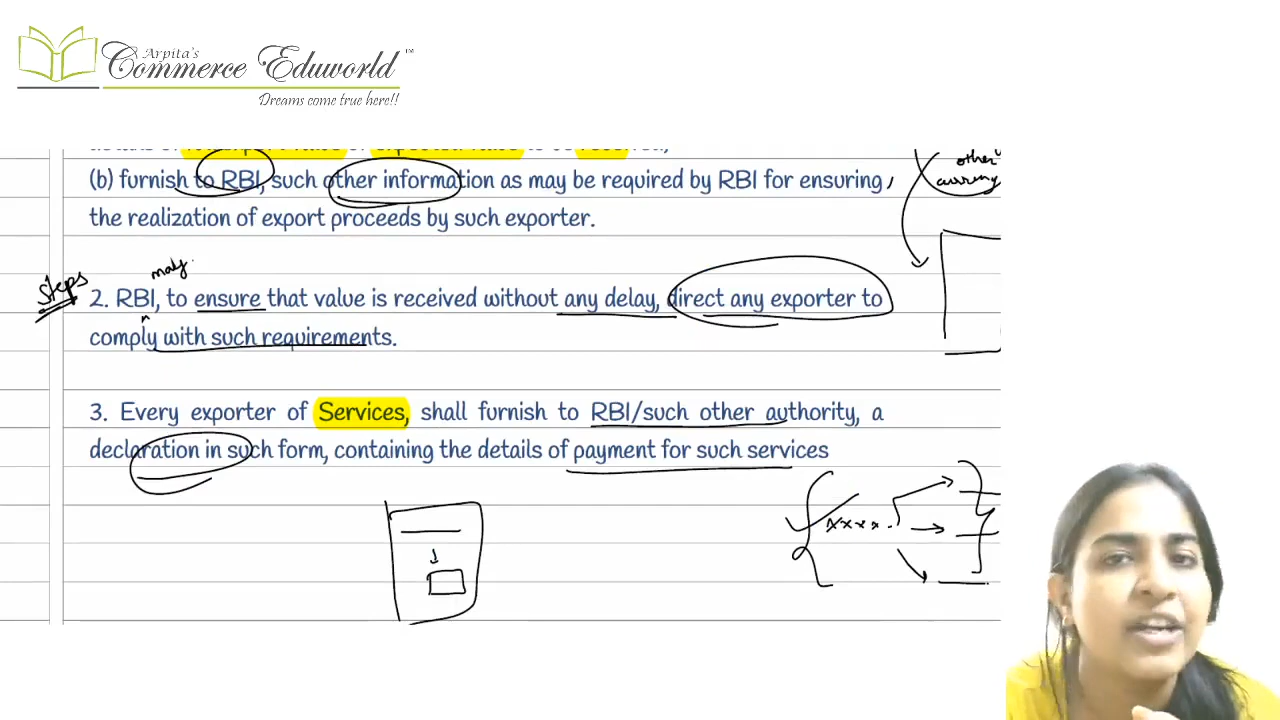 Arpita's
Commerce Eduworld™
Dreams come true here!!
(b) furnish to RBI, such other information as may be required by RBI for ensuring,
the realization of export proceeds by such exporter.
other
currency
Steps
may
2. RBI, to ensure that value is received without any delay, direct any exporter to
comply with such requirements.
3. Every exporter of Services, shall furnish to RBI/such other authority, a
declaration in such form, containing the details of payment for such services
xxxx